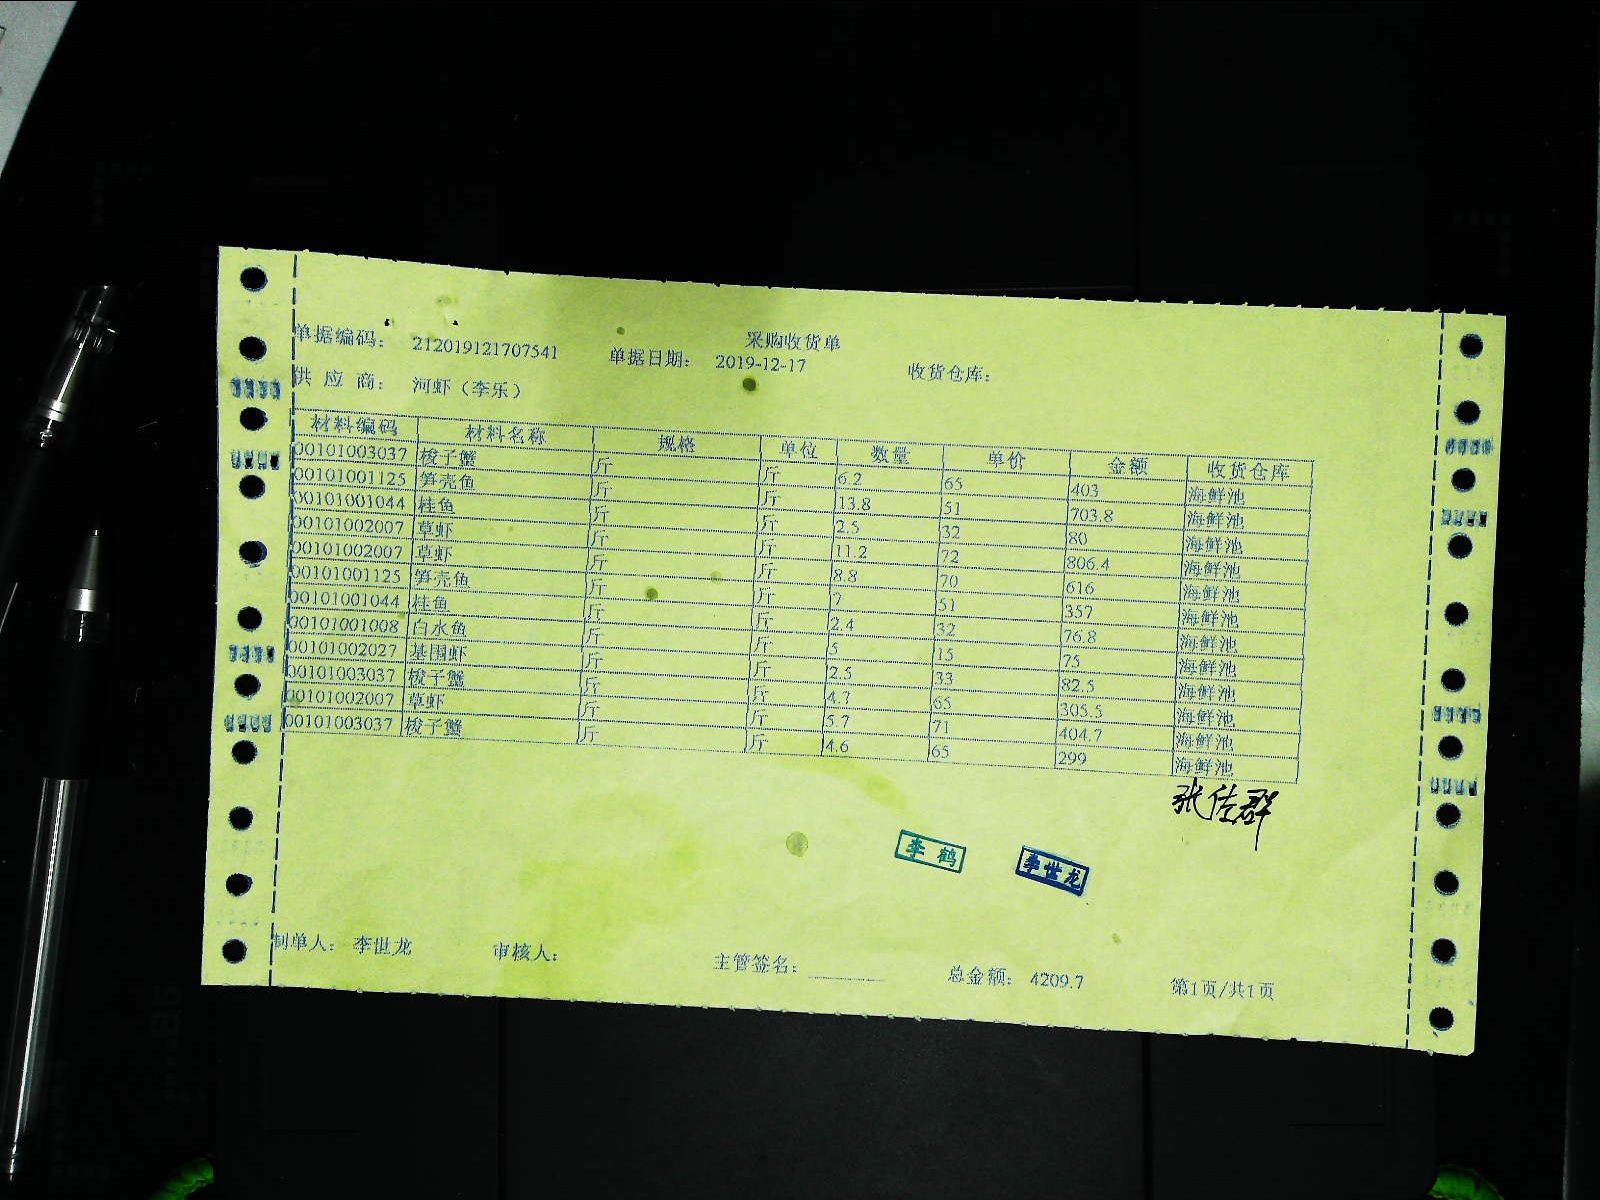 采购收货单
单据编码： 212019121707541 单据日期： 2019-12-17 收货仓库：
供 应 商： 河虾（李乐）
材料编码 材料名称 规格 单位 数量 单价 金额 收货仓库
00101003037 梭子蟹 斤 斤 6.2 65 403 海鲜池
00101001125 笋壳鱼 斤 斤 13.8 51 703.8 海鲜池
00101001044 桂鱼 斤 斤 2.5 32 80 海鲜池
00101002007 草虾 斤 斤 11.2 72 806.4 海鲜池
00101002007 草虾 斤 斤 8.8 70 616 海鲜池
00101001125 笋壳鱼 斤 斤 7 51 357 海鲜池
00101001044 桂鱼 斤 斤 2.4 32 76.8 海鲜池
00101001008 白水鱼 斤 斤 5 15 75 海鲜池
00101002027 基围虾 斤 斤 2.5 33 82.5 海鲜池
00101003037 梭子蟹 斤 斤 4.7 65 305.5 海鲜池
00101002007 草虾 斤 斤 5.7 71 404.7 海鲜池
00101003037 梭子蟹 斤 斤 4.6 65 299 海鲜池
张佐群
李鹤 李世龙
制单人： 李世龙 审核人： 主管签名： 总金额： 4209.7 第1页/共1页